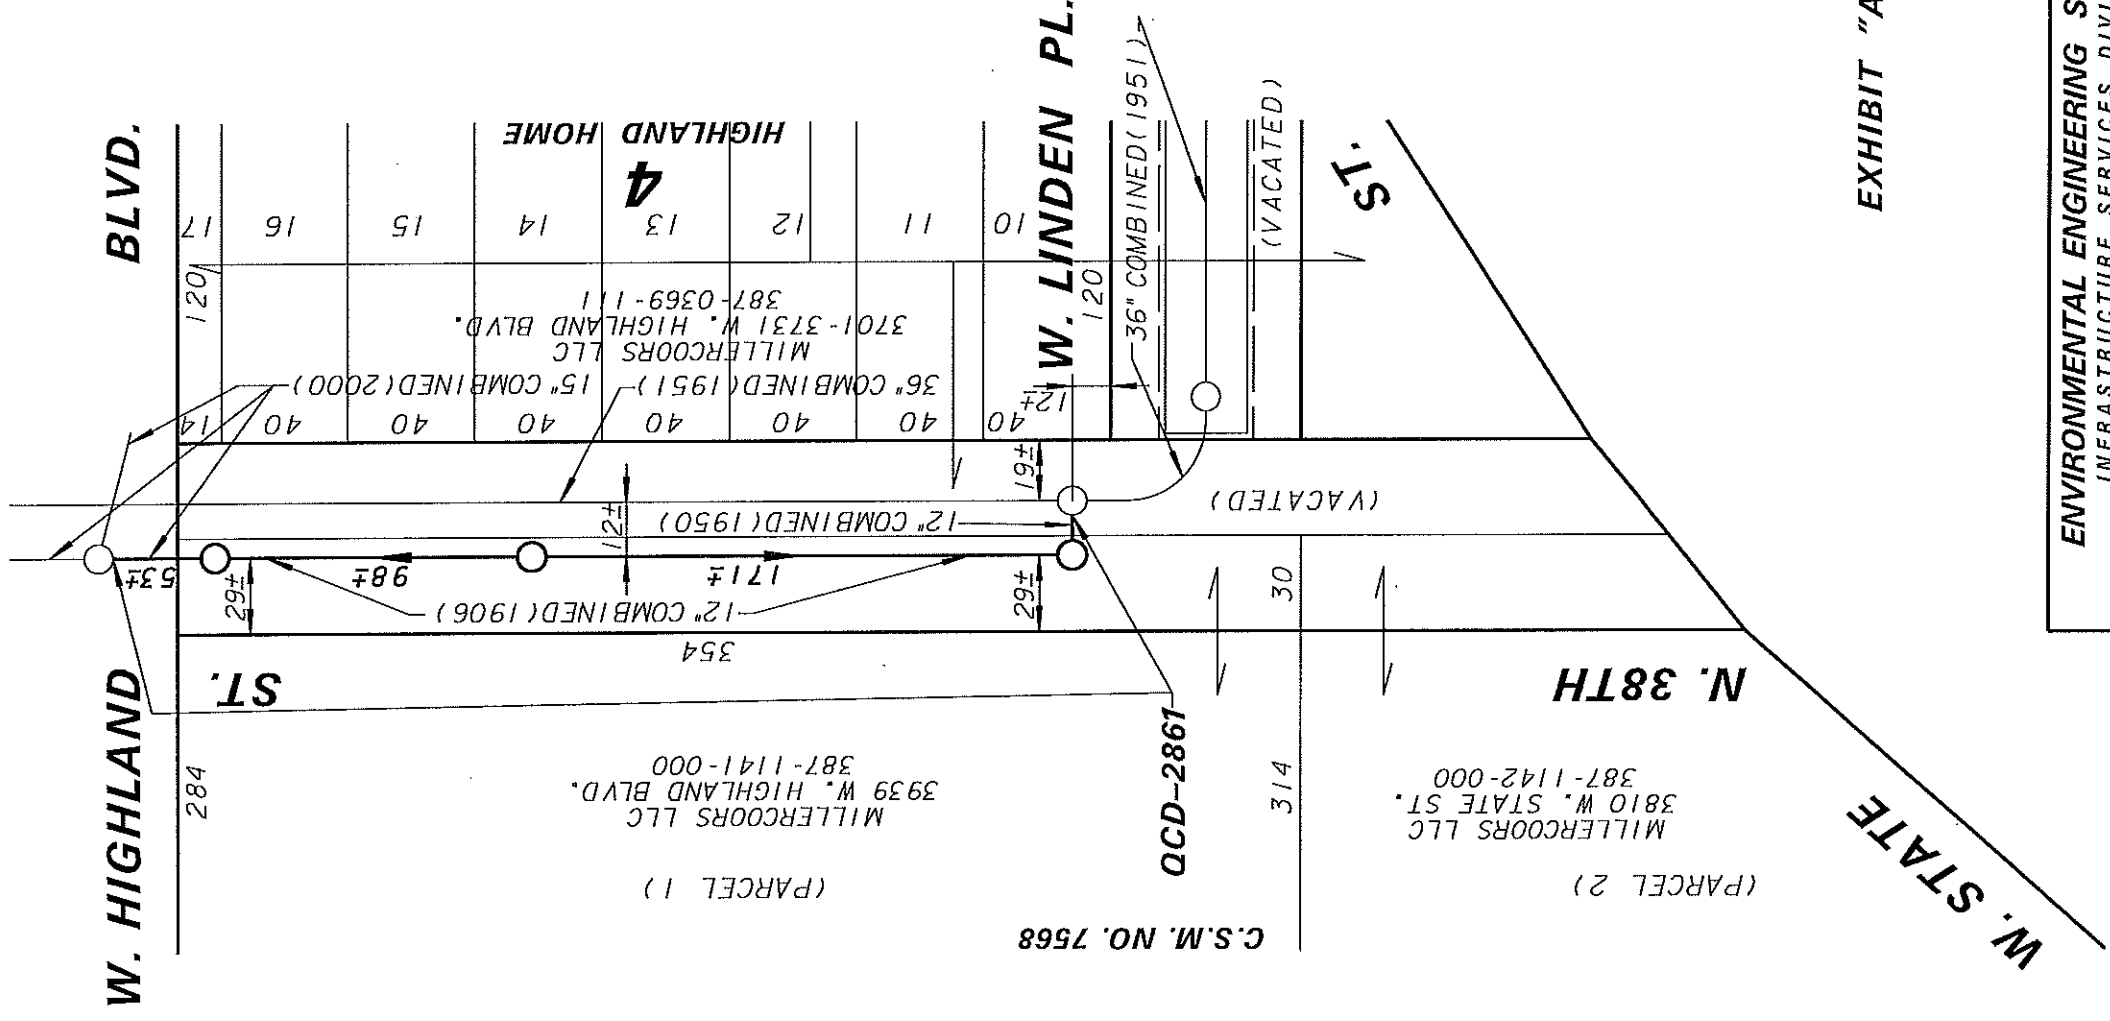 W. HIGHLAND BLVD.
N. 38TH ST.
W. LINDEN PL.
W. STATE ST.
HIGHLAND HOME
4
17
16
15
14
13
12
11
10
120
120
MILLERCOORS LLC
3701-3731 W. HIGHLAND BLVD.
387-0369-111
15" COMBINED(2000)
36" COMBINED(1951)
36" COMBINED(1951)
14
40
40
40
40
40
40
40
12±
19±
12" COMBINED(1950)
12±
(VACATED)
(VACATED)
53±
98±
171±
29±
29±
12" COMBINED(1906)
354
30
284
314
QCD-2861
MILLERCOORS LLC
3939 W. HIGHLAND BLVD.
387-1141-000
(PARCEL 1)
MILLERCOORS LLC
3810 W. STATE ST.
387-1142-000
(PARCEL 2)
C.S.M. NO. 7568
EXHIBIT "A
ENVIRONMENTAL ENGINEERING S
INFRASTRUCTURE SERVICES DIVI